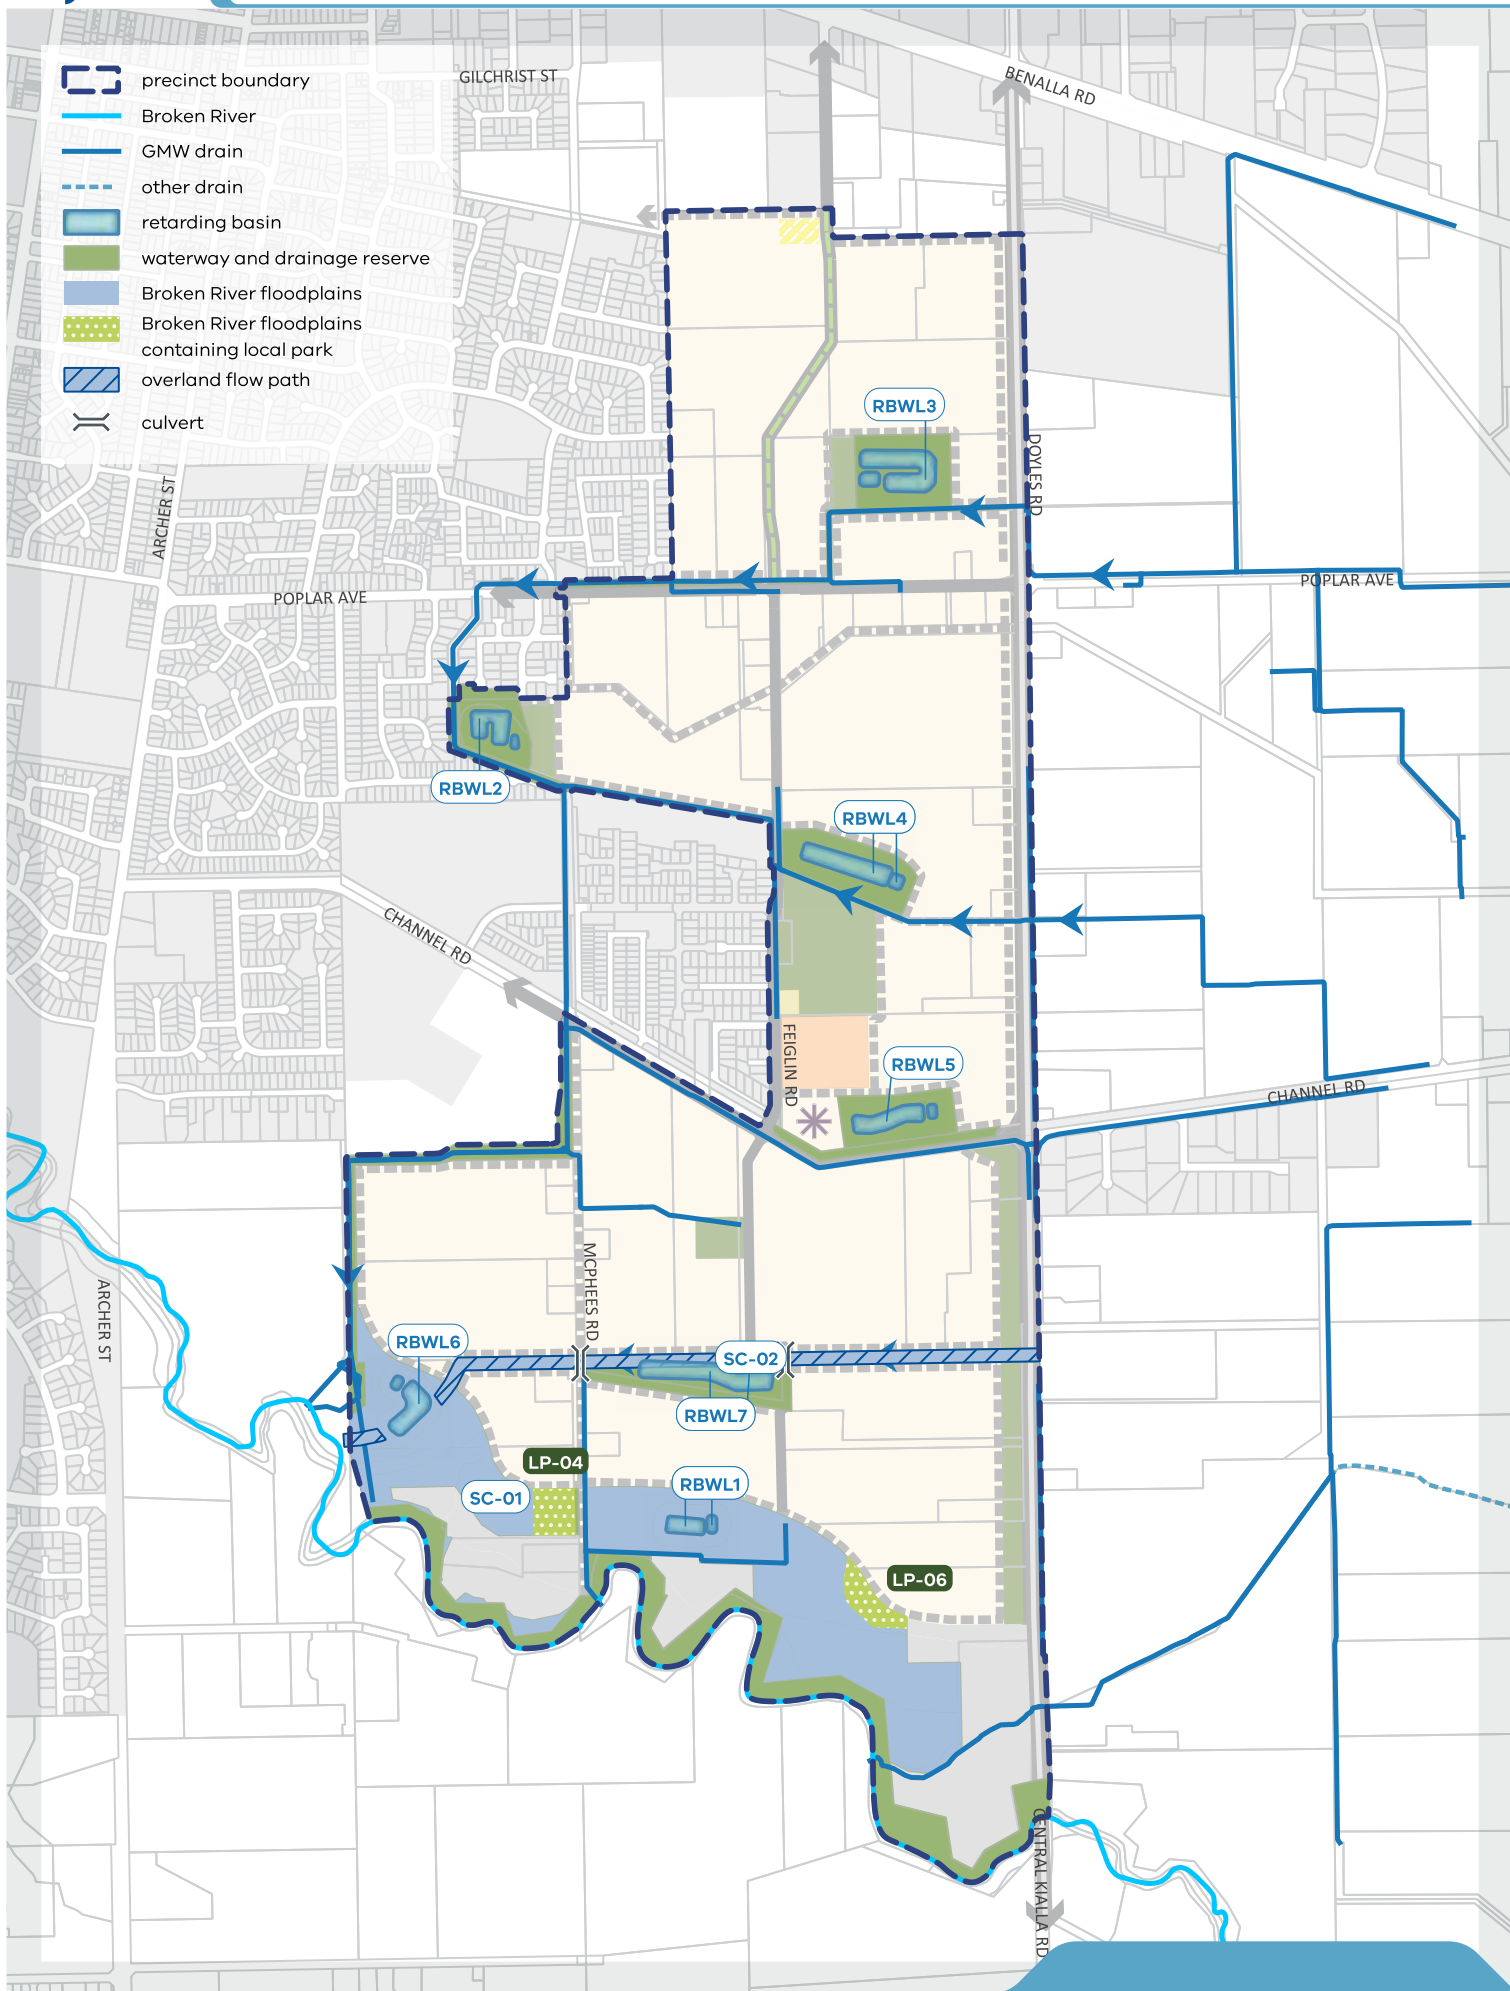 precinct boundary
Broken River
GMW drain
other drain
retarding basin
waterway and drainage reserve
Broken River floodplains
Broken River floodplains
containing local park
overland flow path
culvert
GILCHRIST ST
BENALLA RD
RBWL3
DOYLES RD
ARCHER ST
POPLAR AVE
POPLAR AVE
RBWL2
RBWL4
CHANNEL RD
FEIGLIN RD
RBWL5
CHANNEL RD
MCPHEES RD
ARCHER ST
RBWL6
SC-02
RBWL7
LP-04
SC-01
RBWL1
LP-06
CENTRAL KIALLA RD